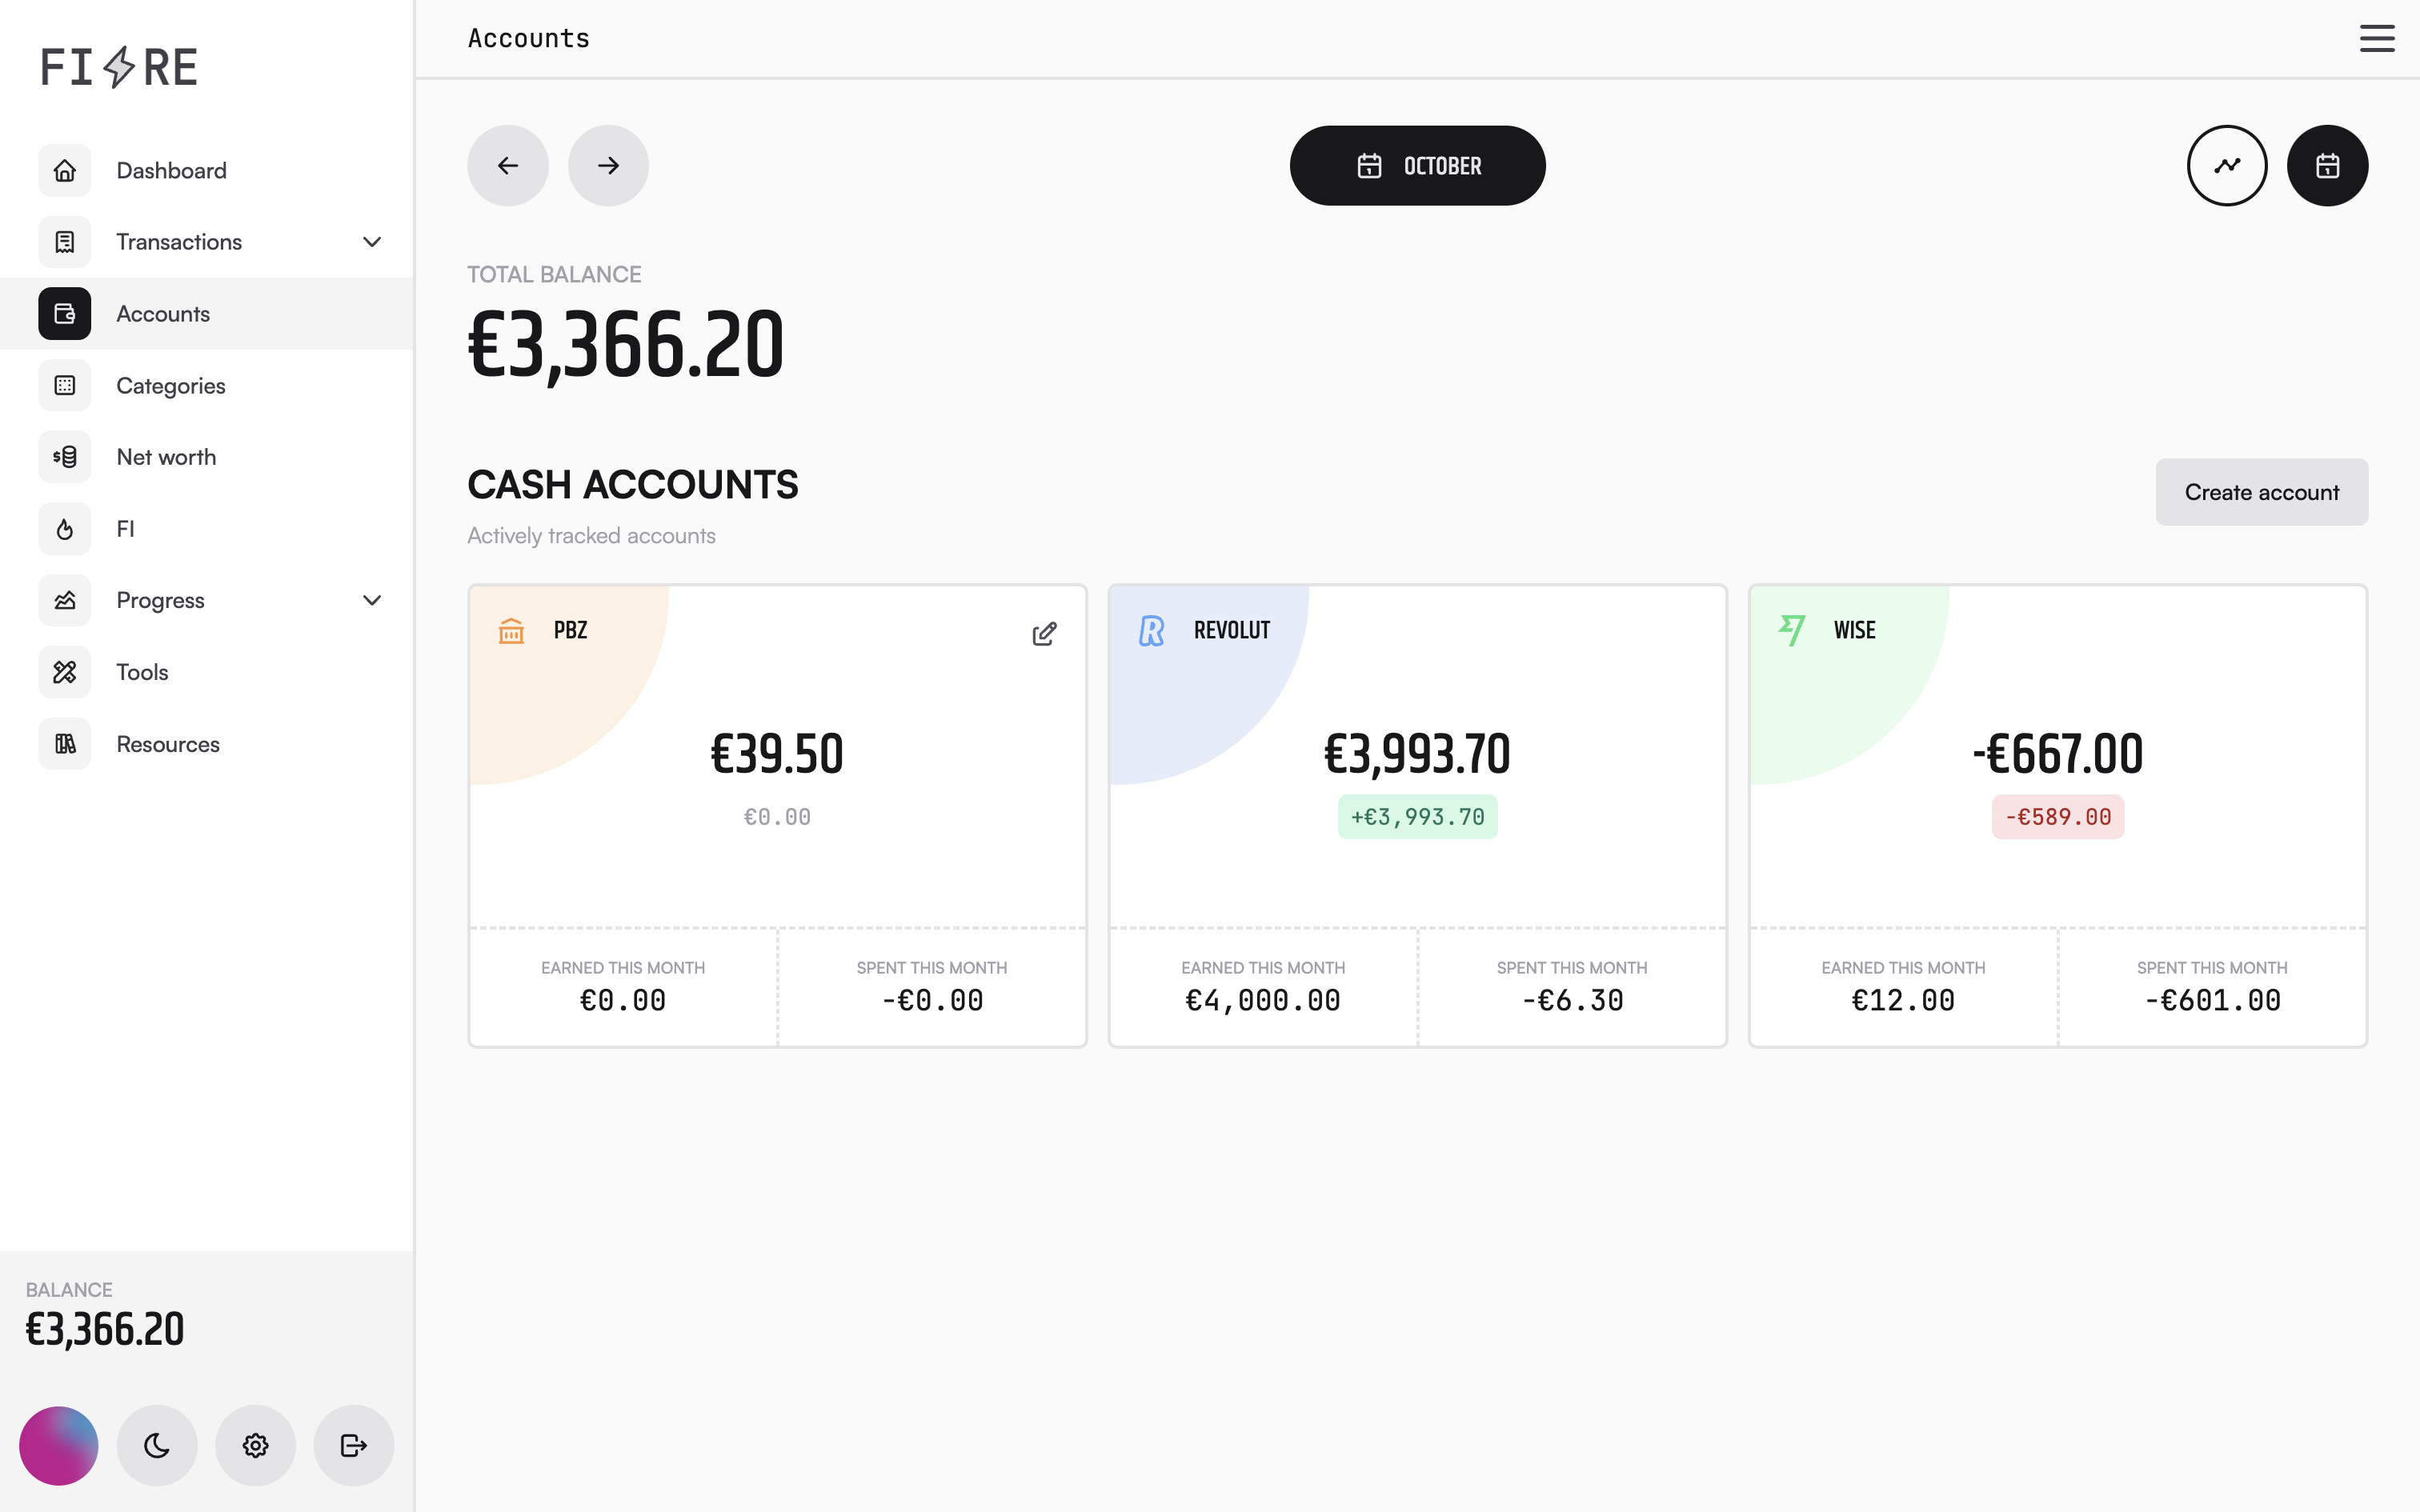 FI RE
Dashboard
Transactions
Accounts
Categories
Net worth
FI
Progress
Tools
Resources
BALANCE
€3,366.20
Accounts
OCTOBER
TOTAL BALANCE
€3,366.20
CASH ACCOUNTS
Actively tracked accounts
Create account
PBZ
€39.50
€0.00
EARNED THIS MONTH
€0.00
SPENT THIS MONTH
-€0.00
REVOLUT
€3,993.70
+€3,993.70
EARNED THIS MONTH
€4,000.00
SPENT THIS MONTH
-€6.30
WISE
-€667.00
-€589.00
EARNED THIS MONTH
€12.00
SPENT THIS MONTH
-€601.00